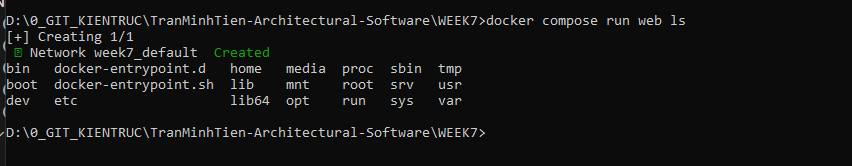 D:\0_GIT_KIENTRUC\TranMinhTien-Architectural-Software\WEEK7>docker compose run web ls
[+] Creating 1/1
Network week7_default  Created
bin   docker-entrypoint.d   home   media  proc  sbin  tmp
boot  docker-entrypoint.sh  lib    mnt    root  srv   usr
dev   etc                   lib64  opt    run   sys   var
D:\0_GIT_KIENTRUC\TranMinhTien-Architectural-Software\WEEK7>